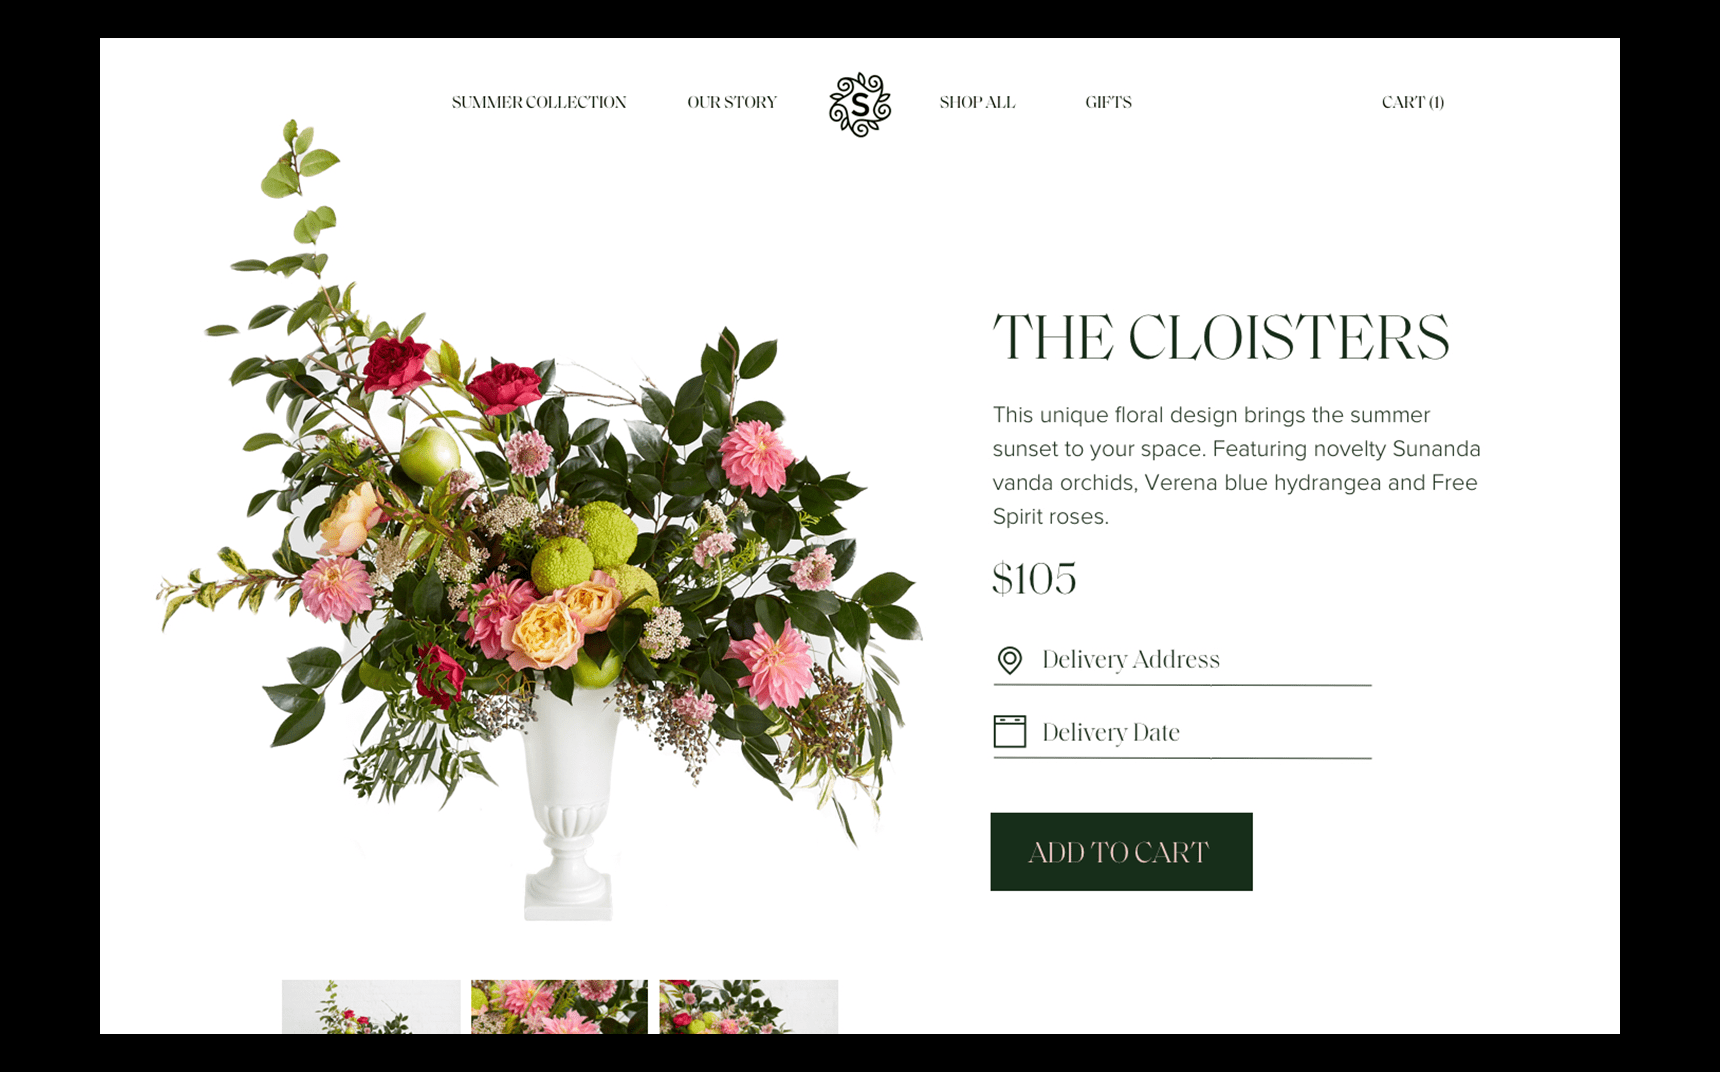 SUMMER COLLECTION
OUR STORY
S
SHOP ALL
GIFTS
CART (1)
THE CLOISTERS
This unique floral design brings the summer
sunset to your space. Featuring novelty Sunanda
vanda orchids, Verena blue hydrangea and Free
Spirit roses.
$105
Delivery Address
Delivery Date
ADD TO CART